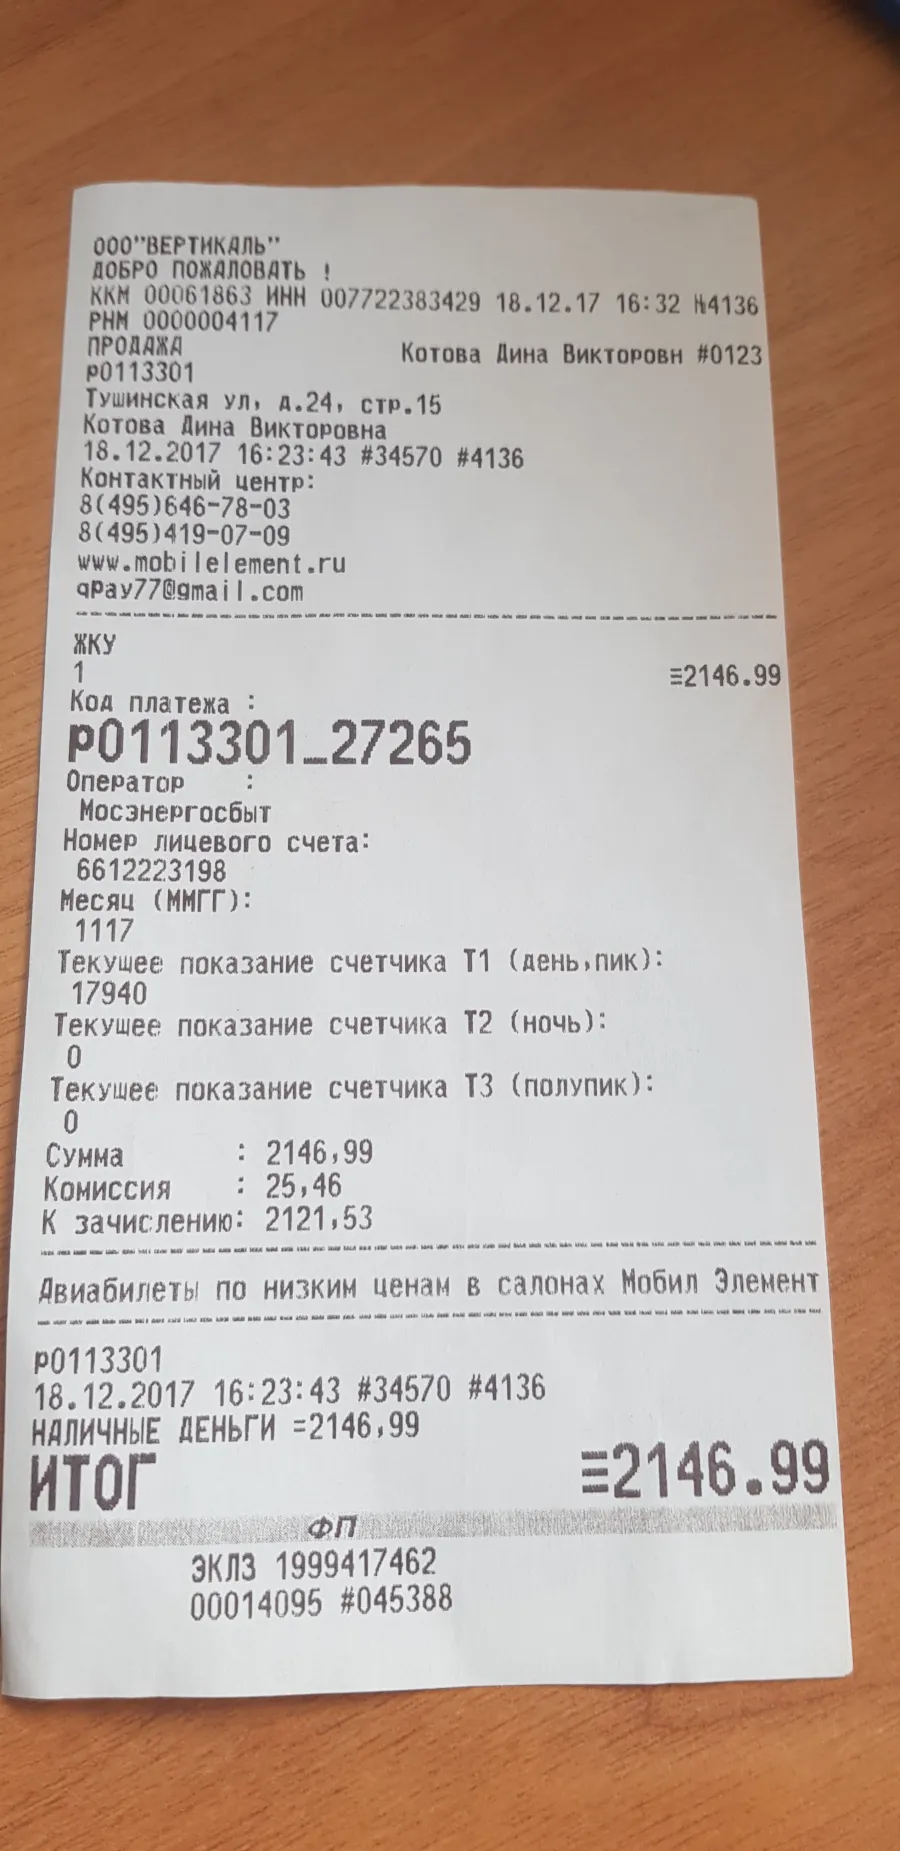 ООО"ВЕРТИКАЛЬ"
ДОБРО ПОЖАЛОВАТЬ !
ККМ 00061863 ИНН 007722383429 18.12.17 16:32 №4136
РНМ 0000004117
ПРОДАЖА Котова Дина Викторовн #0123
p0113301
Тушинская ул, д.24, стр.15
Котова Дина Викторовна
18.12.2017 16:23:43 #34570 #4136
Контактный центр:
8(495)646-78-03
8(495)419-07-09
www.mobilelement.ru
qPay77@gmail.com
ЖКУ
1 ≡2146.99
Код платежа :
p0113301_27265
Оператор :
Мосэнергосбыт
Номер лицевого счета:
6612223198
Месяц (ММГГ):
1117
Текущее показание счетчика Т1 (день,пик):
17940
Текущее показание счетчика Т2 (ночь):
0
Текущее показание счетчика Т3 (полупик):
0
Сумма : 2146,99
Комиссия : 25,46
К зачислению: 2121,53
Авиабилеты по низким ценам в салонах Мобил Элемент
p0113301
18.12.2017 16:23:43 #34570 #4136
НАЛИЧНЫЕ ДЕНЬГИ =2146,99
ИТОГ ≡2146.99
ФП
ЭКЛЗ 1999417462
00014095 #045388